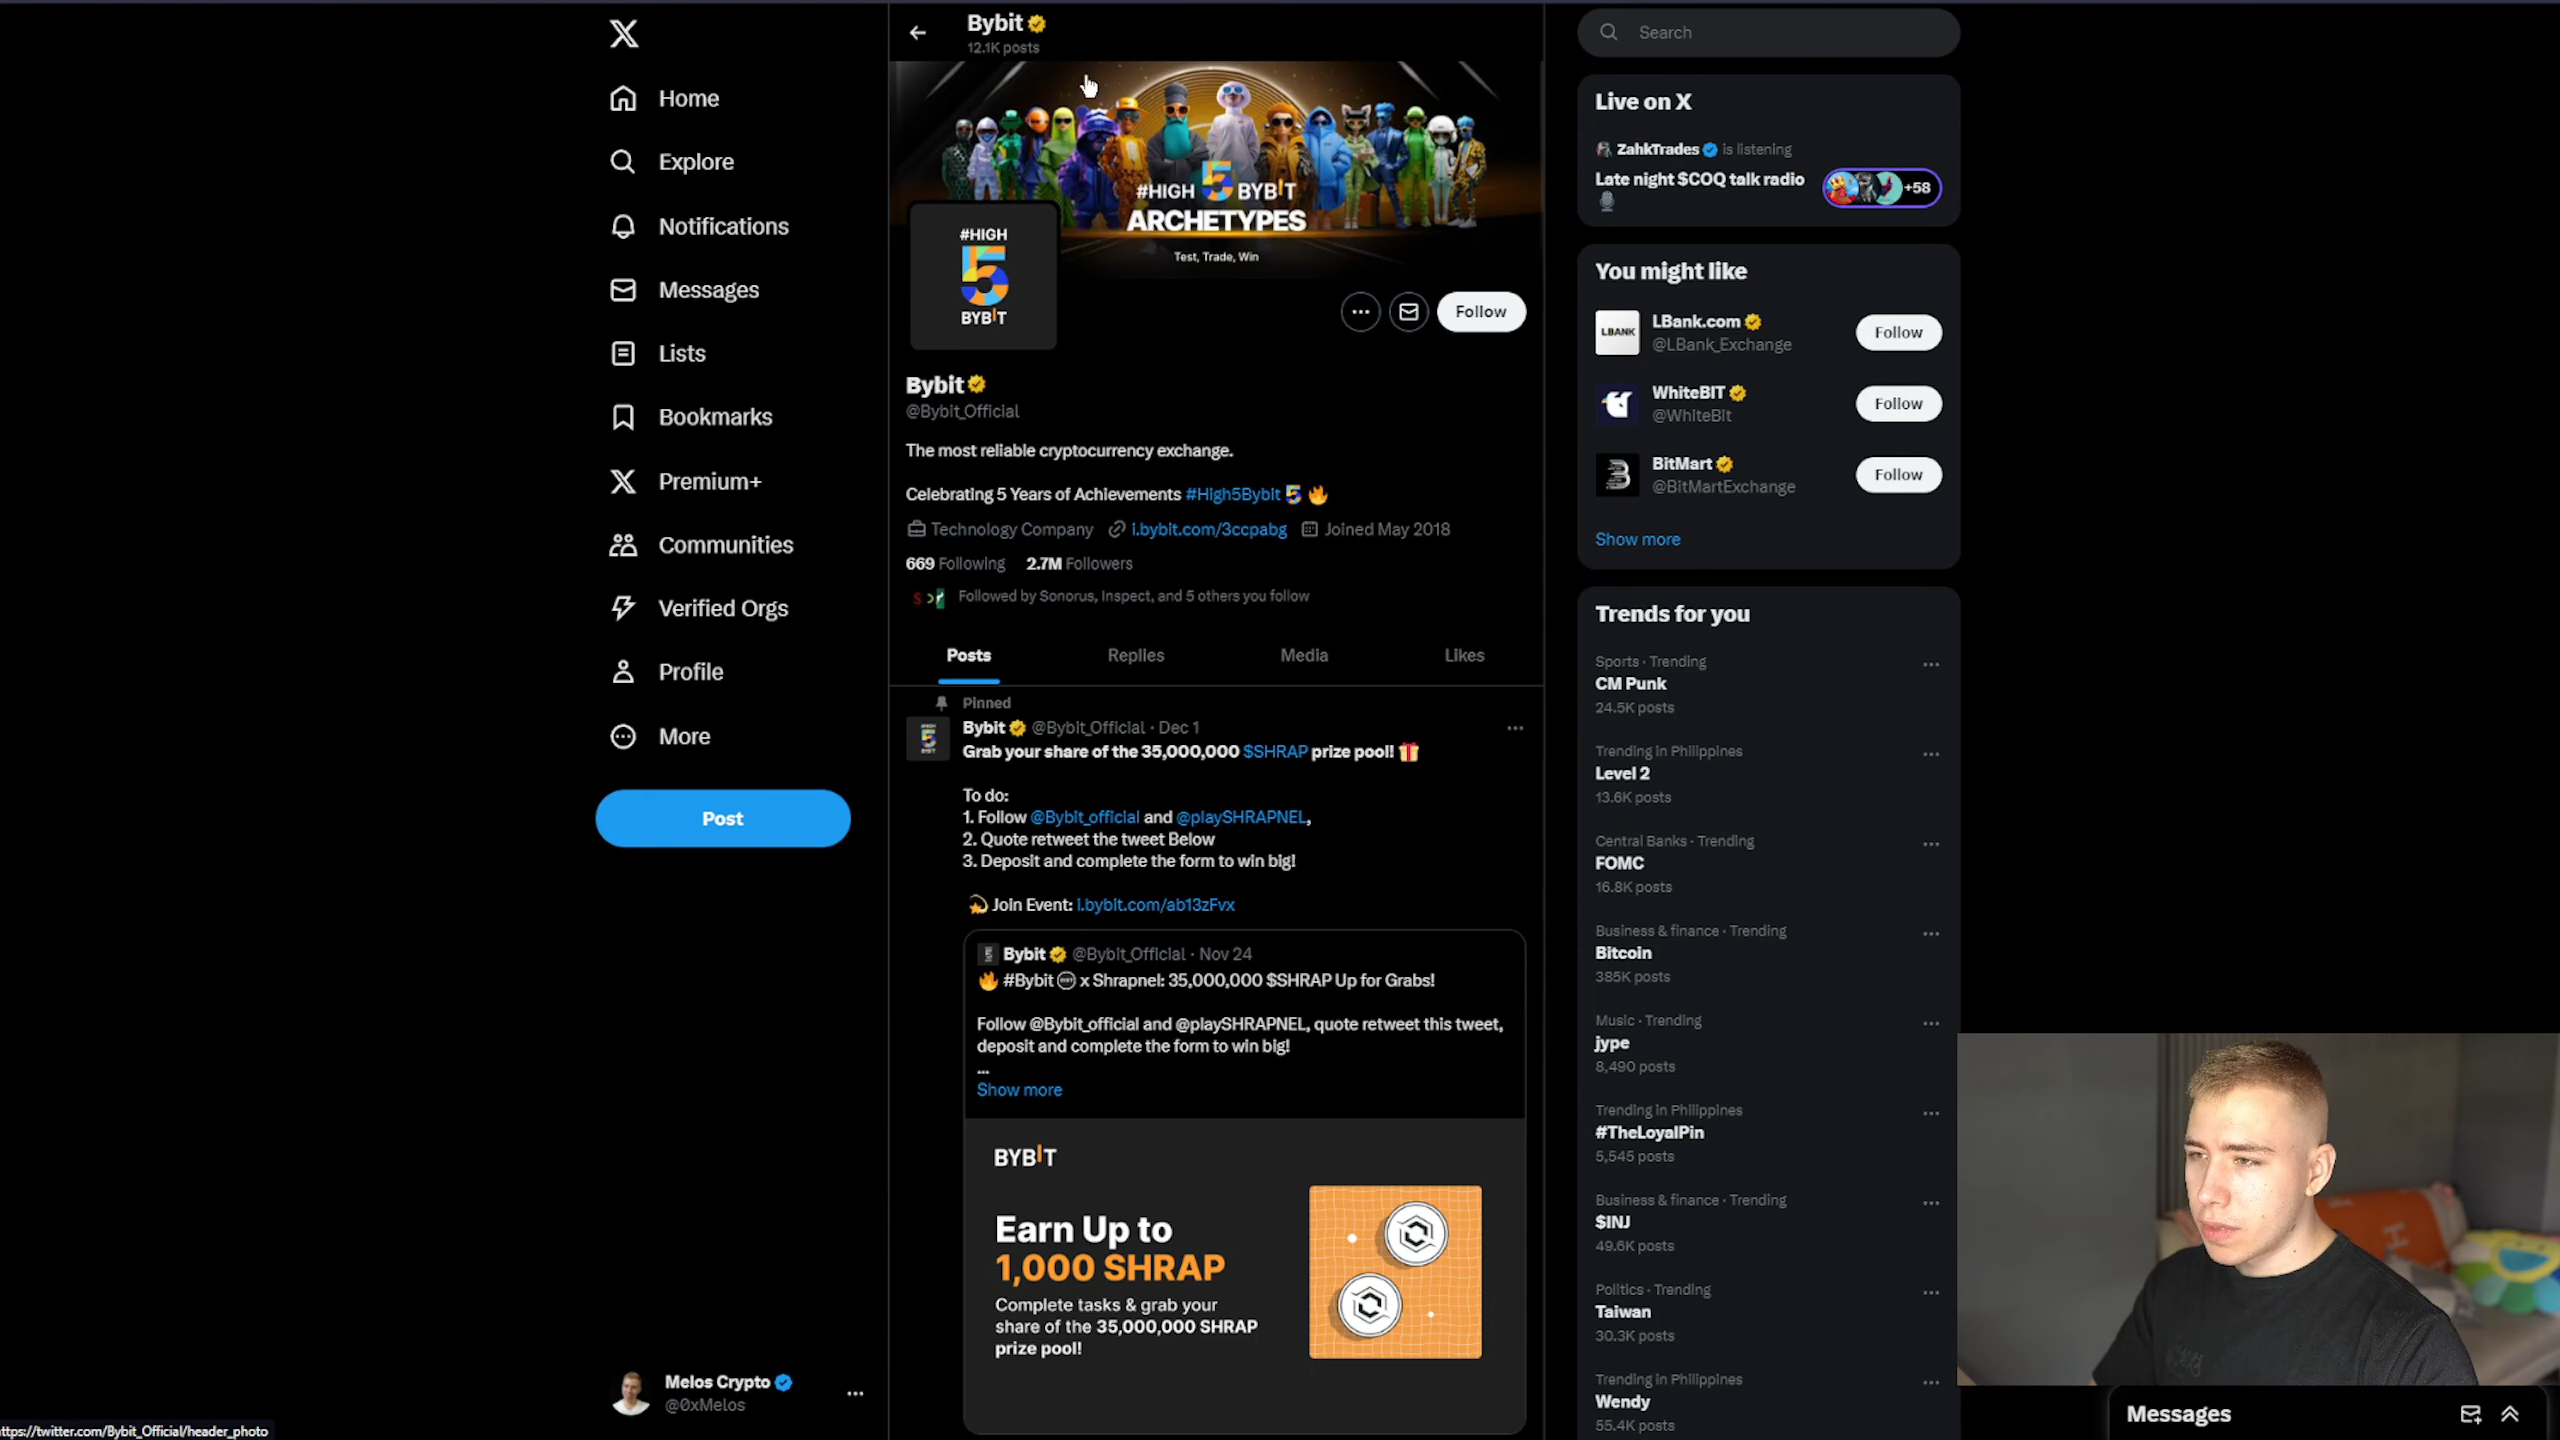 Home
Explore
Notifications
Messages
Lists
Bookmarks
Premium+
Communities
Verified Orgs
Profile
More
Post
Melos Crypto
@0xMelos
https://twitter.com/Bybit_Official/header_photo
Bybit
12.1K posts
#HIGH 5 BYBIT
ARCHETYPES
Test, Trade, Win
#HIGH
5
BYBIT
Follow
Bybit
@Bybit_Official
The most reliable cryptocurrency exchange.
Celebrating 5 Years of Achievements #High5Bybit 5 🔥
Technology Company i.bybit.com/3ccpabg Joined May 2018
669 Following 2.7M Followers
Followed by Sonorus, Inspect, and 5 others you follow
Posts Replies Media Likes
Pinned
Bybit @Bybit_Official · Dec 1
Grab your share of the 35,000,000 $SHRAP prize pool! 🎁
To do:
1. Follow @Bybit_official and @playSHRAPNEL,
2. Quote retweet the tweet Below
3. Deposit and complete the form to win big!
💫 Join Event: i.bybit.com/ab13zFvx
Bybit @Bybit_Official · Nov 24
🔥 #Bybit x Shrapnel: 35,000,000 $SHRAP Up for Grabs!
Follow @Bybit_official and @playSHRAPNEL, quote retweet this tweet,
deposit and complete the form to win big!
...
Show more
BYBIT
Earn Up to
1,000 SHRAP
Complete tasks & grab your
share of the 35,000,000 SHRAP
prize pool!
Search
Live on X
ZahkTrades is listening
Late night $COQ talk radio
+58
You might like
LBANK
LBank.com
@LBank_Exchange
Follow
WhiteBIT
@WhiteBit
Follow
BitMart
@BitMartExchange
Follow
Show more
Trends for you
Sports · Trending
CM Punk
24.5K posts
Trending in Philippines
Level 2
13.6K posts
Central Banks · Trending
FOMC
16.8K posts
Business & finance · Trending
Bitcoin
385K posts
Music · Trending
jype
8,490 posts
Trending in Philippines
#TheLoyalPin
5,545 posts
Business & finance · Trending
$INJ
49.6K posts
Politics · Trending
Taiwan
30.3K posts
Trending in Philippines
Wendy
55.4K posts
Messages